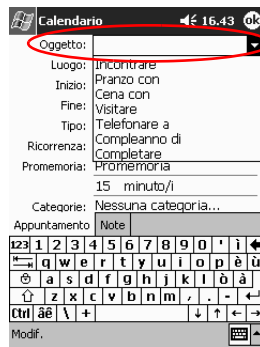 Calendario 16.43 ok
Oggetto:
Luogo: Incontrare
Pranzo con
Inizio:
Cena con
Fine: Visitare
Tipo: Telefonare a
Compleanno di
Ricorrenza: Completare
Promemoria: Promemoria
15 minuto/i
Categorie: Nessuna categoria...
Appuntamento Note
123 1 2 3 4 5 6 7 8 9 0 ' ì
q w e r t y u i o p è ù
a s d f g h j k l ò à
z x c v b n m , . -
Ctrl áê \ + ↓ ↑ ← →
Modif.